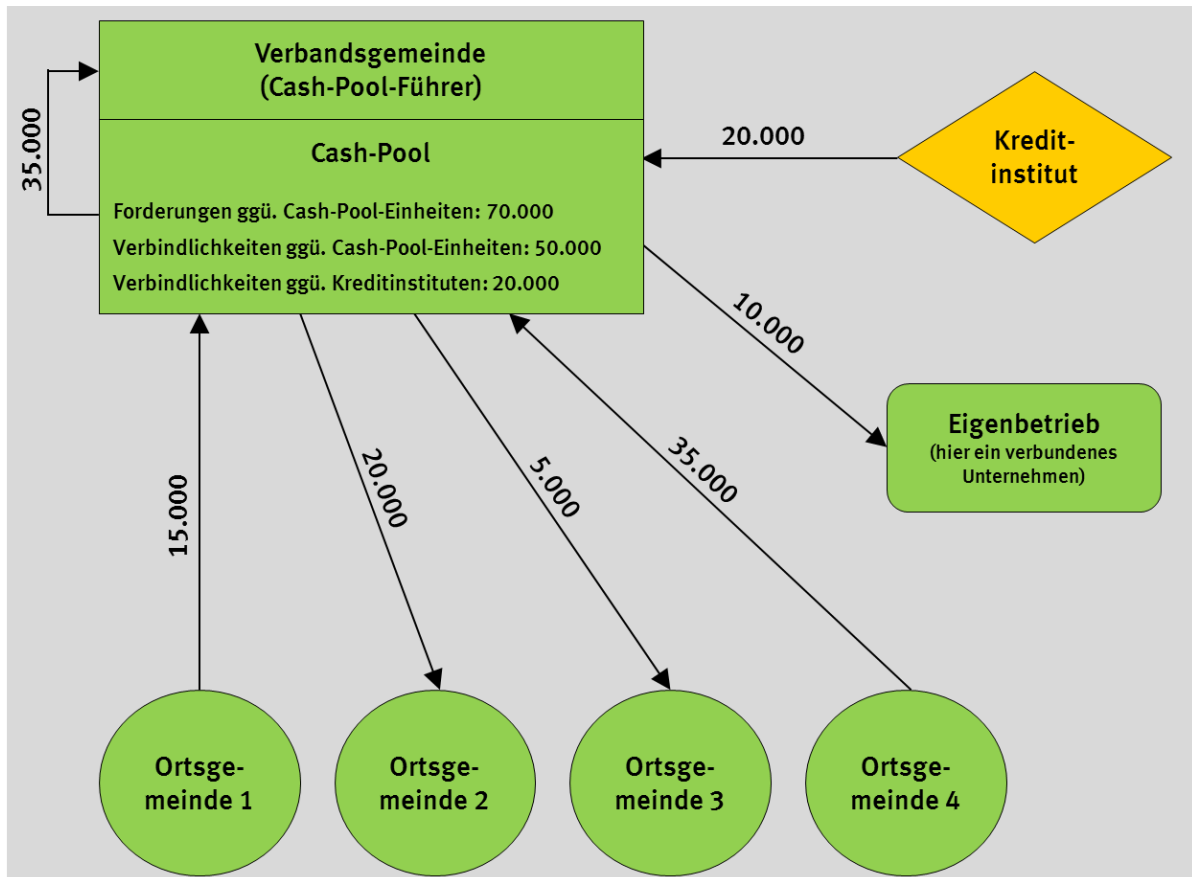 Verbandsgemeinde
(Cash-Pool-Führer)
35.000
Cash-Pool
Forderungen ggü. Cash-Pool-Einheiten: 70.000
Verbindlichkeiten ggü. Cash-Pool-Einheiten: 50.000
Verbindlichkeiten ggü. Kreditinstituten: 20.000
20.000
Kredit-
institut
10.000
Eigenbetrieb
(hier ein verbundenes
Unternehmen)
15.000
20.000
5.000
35.000
Ortsge-
meinde 1
Ortsge-
meinde 2
Ortsge-
meinde 3
Ortsge-
meinde 4